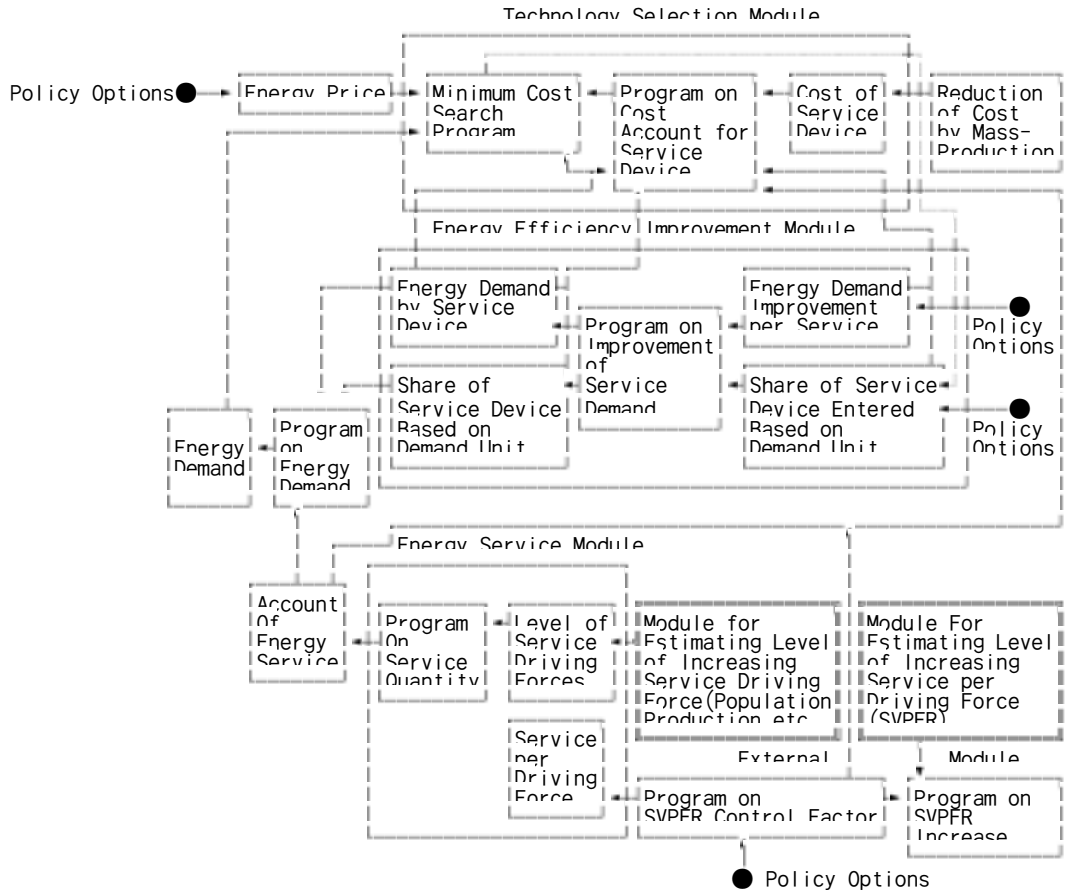 Technology Selection Module
Policy Options
Energy Price
Minimum Cost
Search
Program
Program on
Cost
Account for
Service
Device
Cost of
Service
Device
Reduction
of Cost
by Mass-
Production
Energy Efficiency Improvement Module
Energy Demand
by Service
Device
Program on
Improvement
of
Service
Demand
Energy Demand
Improvement
per Service
Policy
Options
Share of
Service Device
Based on
Demand Unit
Share of Service
Device Entered
Based on
Demand Unit
Policy
Options
Energy
Demand
Program
on
Energy
Demand
Energy Service Module
Account
Of
Energy
Service
Program
On
Service
Quantity
Level of
Service
Driving
Forces
Module for
Estimating Level
of Increasing
Service Driving
Force(Population
Production etc
Module For
Estimating Level
of Increasing
Service per
Driving Force
(SVPER)
Service
per
Driving
Force
External Module
Program on
SVPER Control Factor
Program on
SVPER
Increase
Policy Options